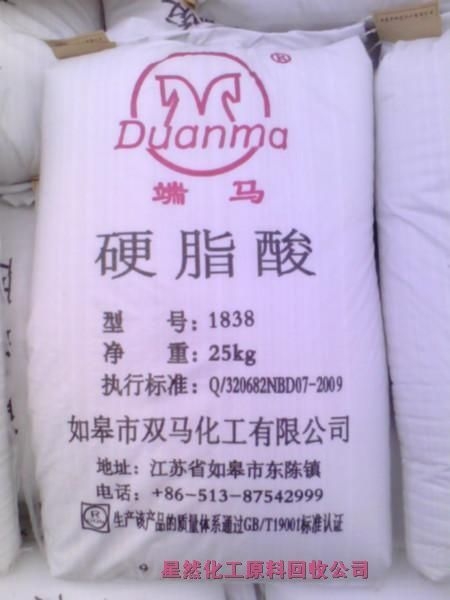 ®
Duanma
端马
硬脂酸
型 号：1838
净 重：25kg
执行标准：Q/320682NBD07-2009
如皋市双马化工有限公司
地址：江苏省如皋市东陈镇
电话：+86-513-87542999
生产该产品的质量体系通过GB/T19001标准认证
9
星然化工原料回收公司